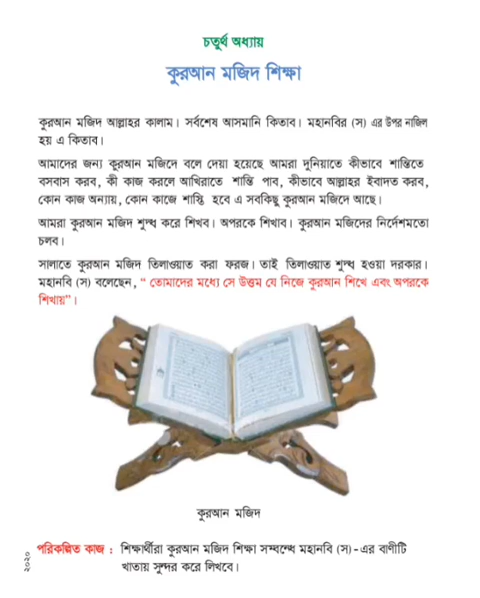 চতুর্থ অধ্যায়
কুরআন মজিদ শিক্ষা
কুরআন মজিদ আল্লাহর কালাম। সর্বশেষ আসমানি কিতাব। মহানবির (স) এর উপর নাজিল
হয় এ কিতাব।
আমাদের জন্য কুরআন মজিদে বলে দেয়া হয়েছে আমরা দুনিয়াতে কীভাবে শান্তিতে
বসবাস করব, কী কাজ করলে আখিরাতে শান্তি পাব, কীভাবে আল্লাহর ইবাদত করব,
কোন কাজ অন্যায়, কোন কাজে শাস্তি হবে এ সবকিছু কুরআন মজিদে আছে।
আমরা কুরআন মজিদ শুদ্ধ করে শিখব। অপরকে শিখাব। কুরআন মজিদের নির্দেশমতো
চলব।
সালাতে কুরআন মজিদ তিলাওয়াত করা ফরজ। তাই তিলাওয়াত শুদ্ধ হওয়া দরকার।
মহানবি (স) বলেছেন, “ তোমাদের মধ্যে সে উত্তম যে নিজে কুরআন শিখে এবং অপরকে
শিখায়”।
কুরআন মজিদ
পরিকল্পিত কাজ : শিক্ষার্থীরা কুরআন মজিদ শিক্ষা সম্বন্ধে মহানবি (স)-এর বাণীটি
খাতায় সুন্দর করে লিখবে।
২০২০